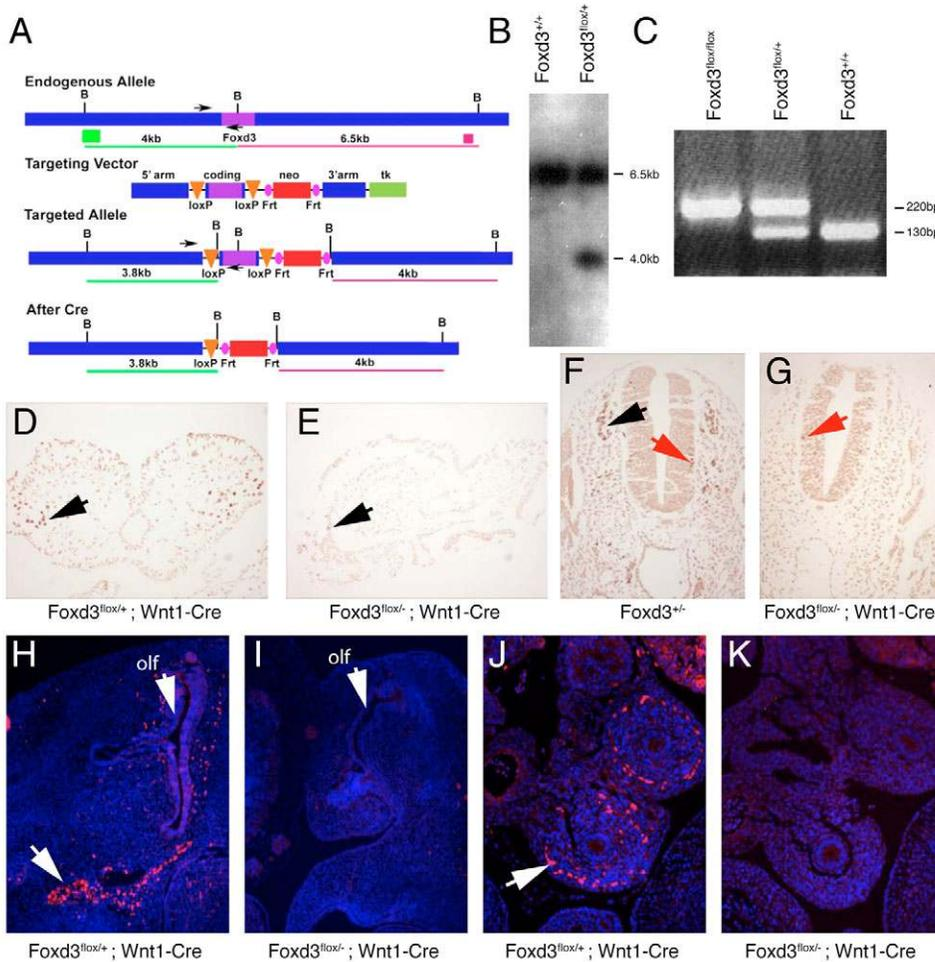 A
Endogenous Allele
B
B
B
4kb
Foxd3
6.5kb
Targeting Vector
5' arm
coding
neo
3'arm
tk
loxP
loxP
Frt
Frt
Targeted Allele
B
B
B
B
B
3.8kb
loxP
loxP
Frt
Frt
4kb
After Cre
B
B
B
B
3.8kb
loxP
Frt
Frt
4kb
B
Foxd3+/+
Foxd3flox/+
6.5kb
4.0kb
C
Foxd3flox/flox
Foxd3flox/+
Foxd3+/+
220bp
130bp
D
Foxd3flox/+ ; Wnt1-Cre
E
Foxd3flox/- ; Wnt1-Cre
F
Foxd3+/-
G
Foxd3flox/- ; Wnt1-Cre
H
olf
Foxd3flox/+ ; Wnt1-Cre
I
olf
Foxd3flox/- ; Wnt1-Cre
J
Foxd3flox/+ ; Wnt1-Cre
K
Foxd3flox/- ; Wnt1-Cre